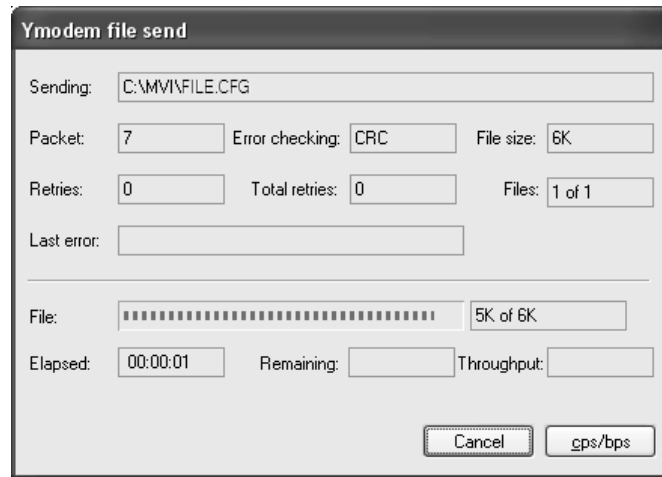 Ymodem file send
Sending: C:\MVI\FILE.CFG
Packet: 7 Error checking: CRC File size: 6K
Retries: 0 Total retries: 0 Files: 1 of 1
Last error:
File: 5K of 6K
Elapsed: 00:00:01 Remaining: Throughput:
Cancel cps/bps